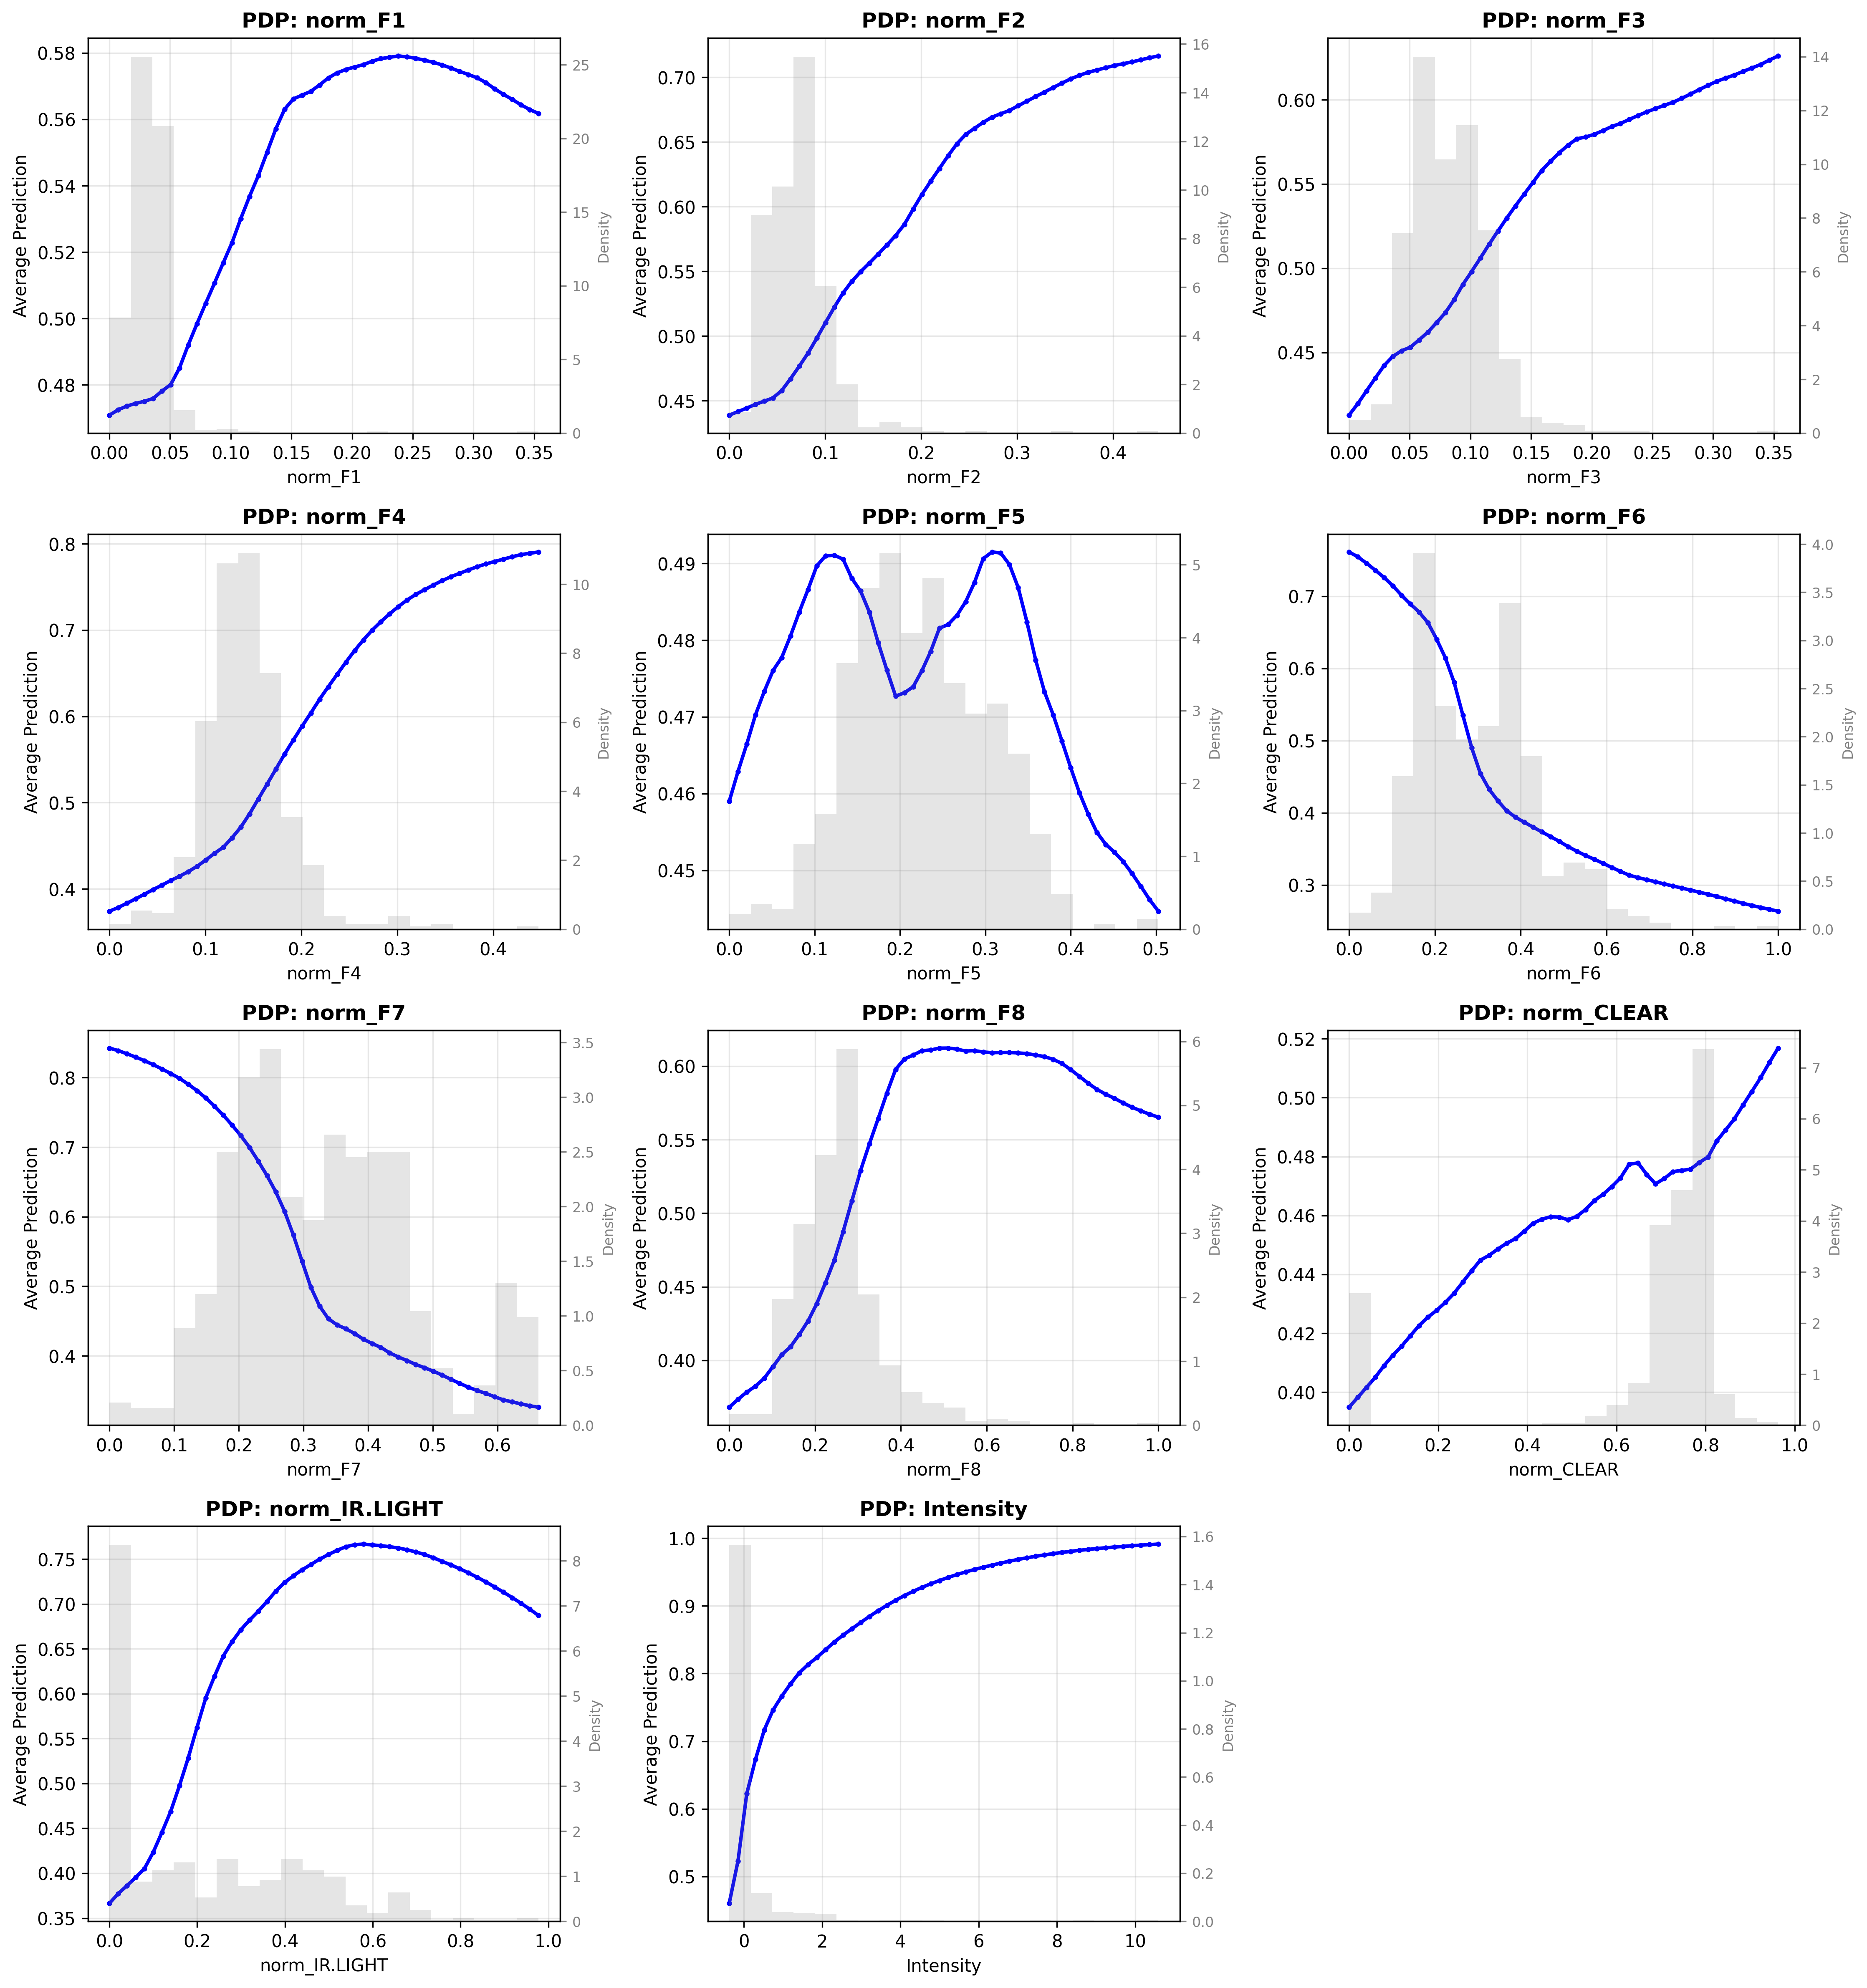 PDP: norm_F1
0.58
0.56
0.54
0.52
0.50
0.48
Average Prediction
25
20
15
10
5
0
Density
0.00 0.05 0.10 0.15 0.20 0.25 0.30 0.35
norm_F1
PDP: norm_F2
0.70
0.65
0.60
0.55
0.50
0.45
Average Prediction
16
14
12
10
8
6
4
2
0
Density
0.0 0.1 0.2 0.3 0.4
norm_F2
PDP: norm_F3
0.60
0.55
0.50
0.45
Average Prediction
14
12
10
8
6
4
2
0
Density
0.00 0.05 0.10 0.15 0.20 0.25 0.30 0.35
norm_F3
PDP: norm_F4
0.8
0.7
0.6
0.5
0.4
Average Prediction
10
8
6
4
2
0
Density
0.0 0.1 0.2 0.3 0.4
norm_F4
PDP: norm_F5
0.49
0.48
0.47
0.46
0.45
Average Prediction
5
4
3
2
1
0
Density
0.0 0.1 0.2 0.3 0.4 0.5
norm_F5
PDP: norm_F6
0.7
0.6
0.5
0.4
0.3
Average Prediction
4.0
3.5
3.0
2.5
2.0
1.5
1.0
0.5
0.0
Density
0.0 0.2 0.4 0.6 0.8 1.0
norm_F6
PDP: norm_F7
0.8
0.7
0.6
0.5
0.4
Average Prediction
3.5
3.0
2.5
2.0
1.5
1.0
0.5
0.0
Density
0.0 0.1 0.2 0.3 0.4 0.5 0.6
norm_F7
PDP: norm_F8
0.60
0.55
0.50
0.45
0.40
Average Prediction
6
5
4
3
2
1
0
Density
0.0 0.2 0.4 0.6 0.8 1.0
norm_F8
PDP: norm_CLEAR
0.52
0.50
0.48
0.46
0.44
0.42
0.40
Average Prediction
7
6
5
4
3
2
1
0
Density
0.0 0.2 0.4 0.6 0.8 1.0
norm_CLEAR
PDP: norm_IR.LIGHT
0.75
0.70
0.65
0.60
0.55
0.50
0.45
0.40
0.35
Average Prediction
8
7
6
5
4
3
2
1
0
Density
0.0 0.2 0.4 0.6 0.8 1.0
norm_IR.LIGHT
PDP: Intensity
1.0
0.9
0.8
0.7
0.6
0.5
Average Prediction
1.6
1.4
1.2
1.0
0.8
0.6
0.4
0.2
0.0
Density
0 2 4 6 8 10
Intensity